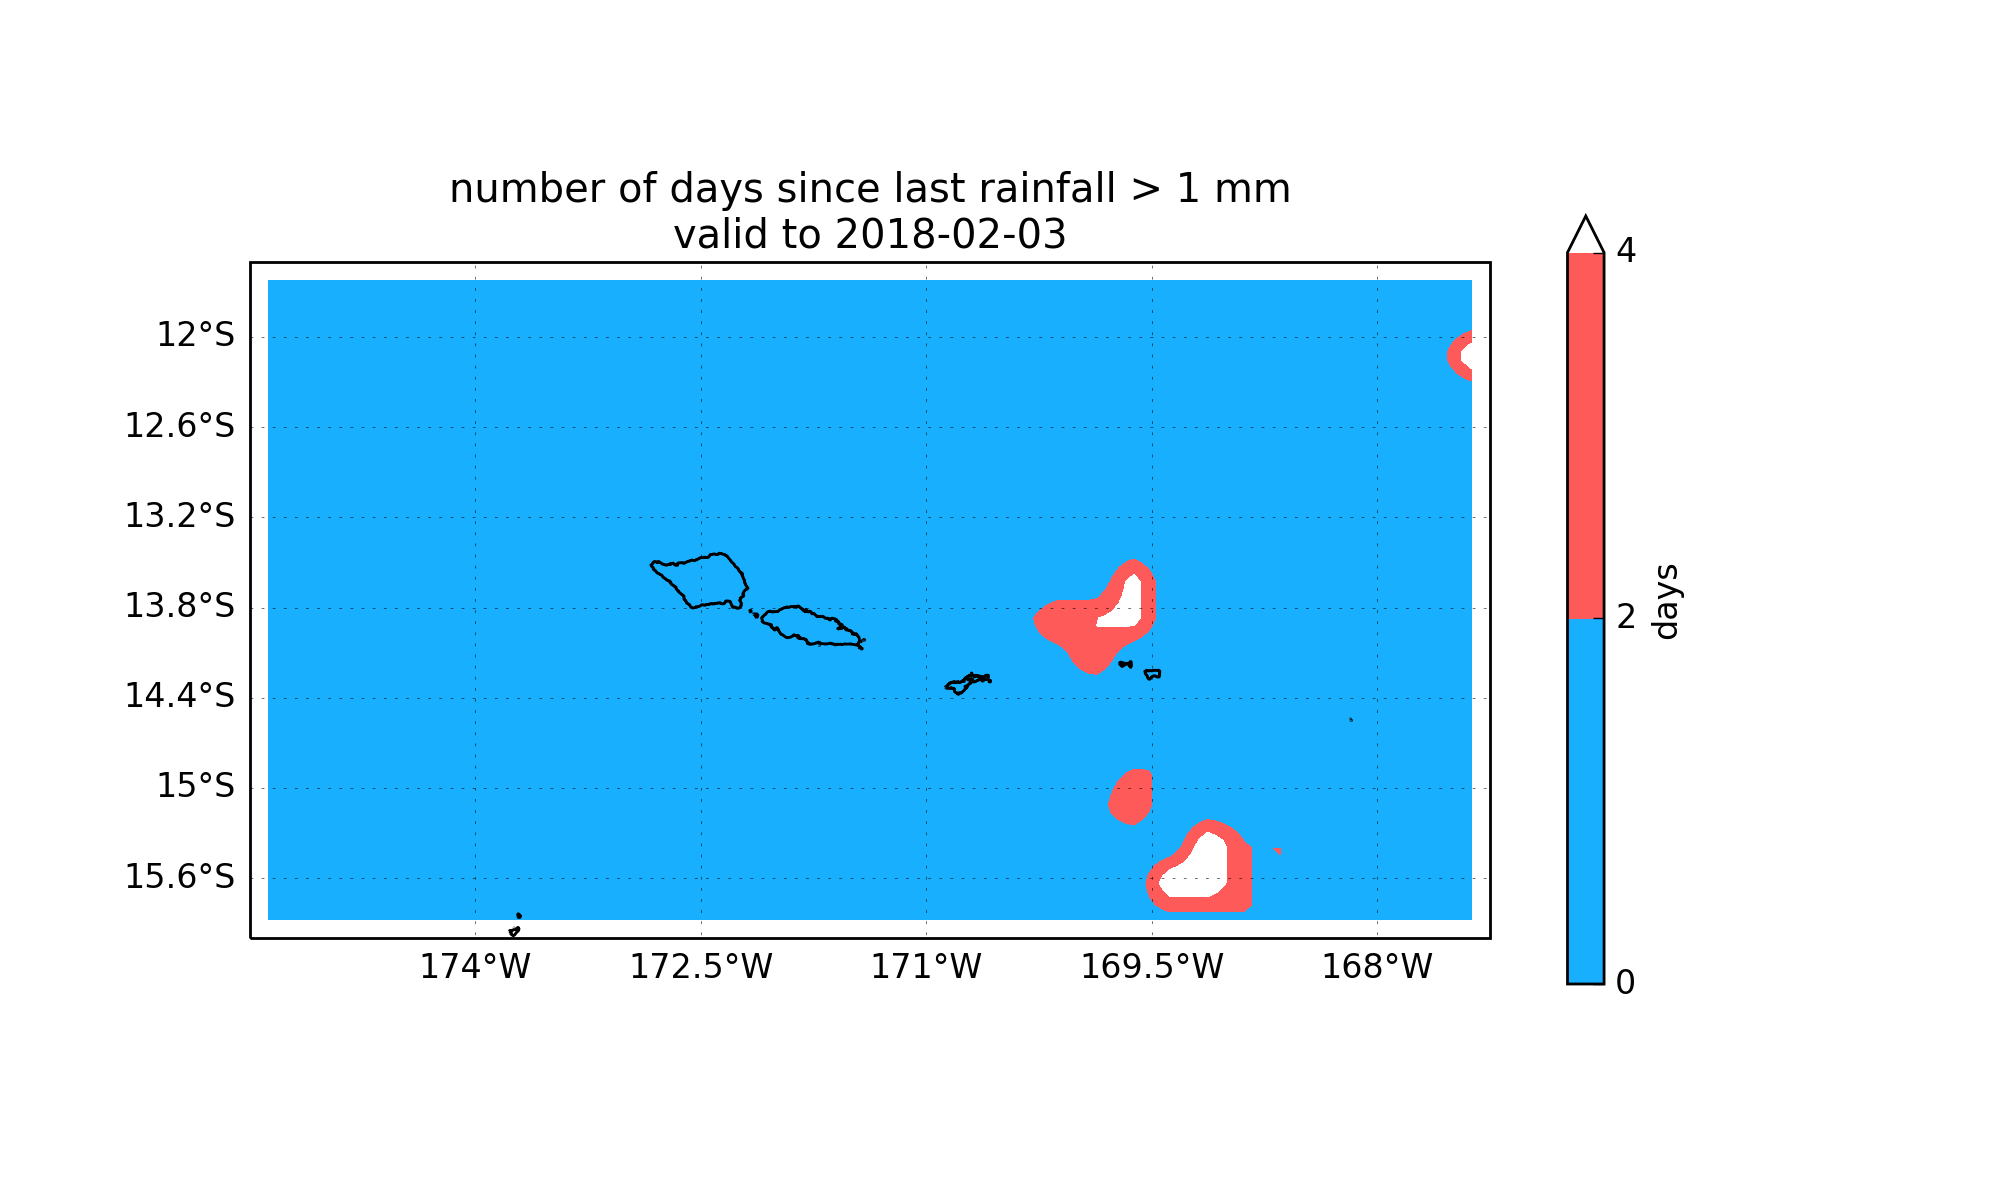 number of days since last rainfall > 1 mm
valid to 2018-02-03
12°S
12.6°S
13.2°S
13.8°S
14.4°S
15°S
15.6°S
174°W
172.5°W
171°W
169.5°W
168°W
4
2
0
days